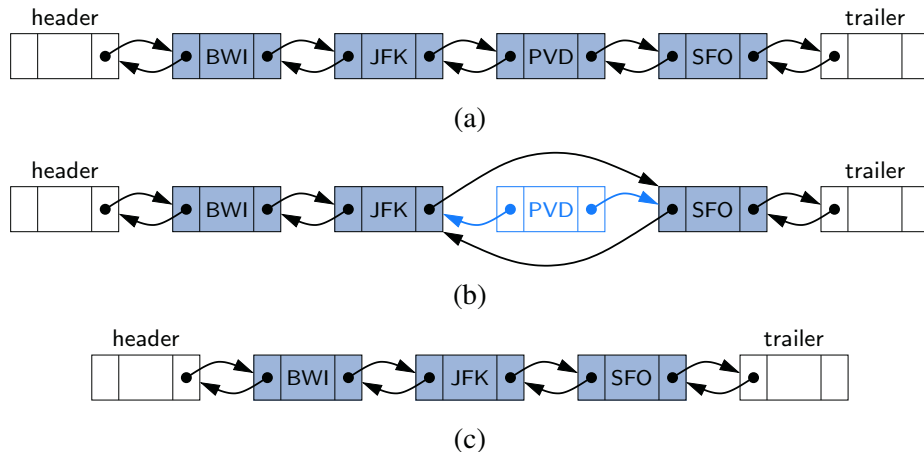 header trailer
BWI JFK PVD SFO
(a)
header trailer
BWI JFK PVD SFO
(b)
header trailer
BWI JFK SFO
(c)